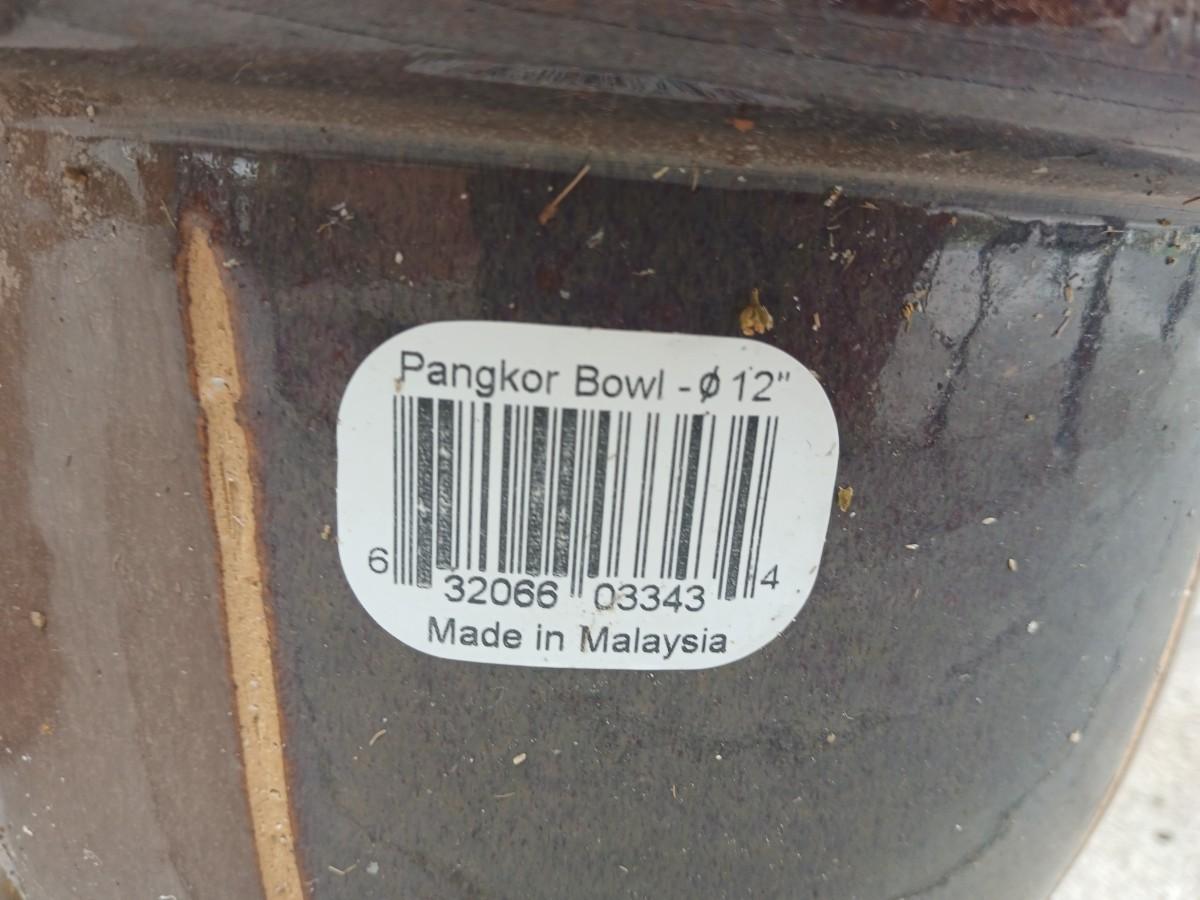 Pangkor Bowl - ϕ 12"
6 32066 03343 4
Made in Malaysia